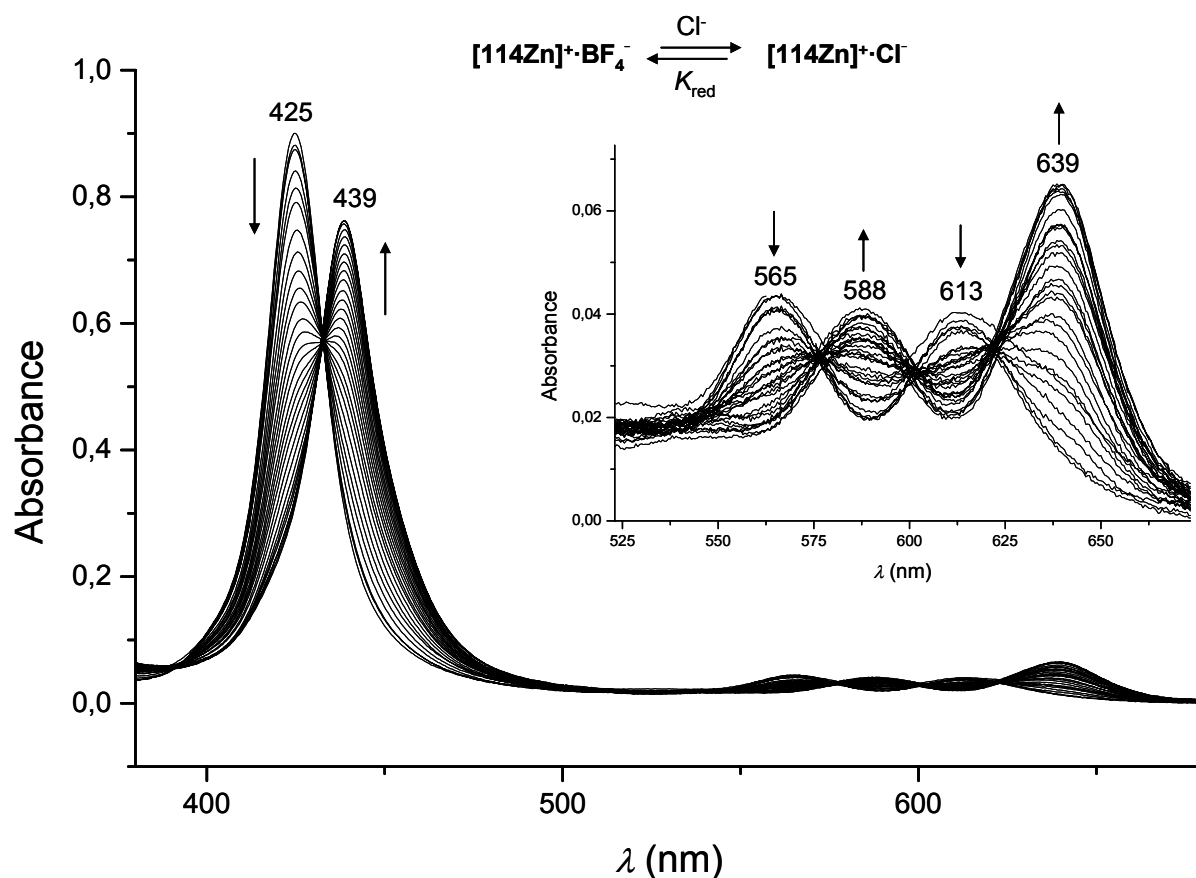 Cl⁻
[114Zn]⁺·BF₄⁻ [114Zn]⁺·Cl⁻
K_red
1,0
0,8
0,6
0,4
0,2
0,0
Absorbance
425
439
400 500 600
λ (nm)
639
565 588 613
0,06
0,04
0,02
0,00
Absorbance
525 550 575 600 625 650
λ (nm)